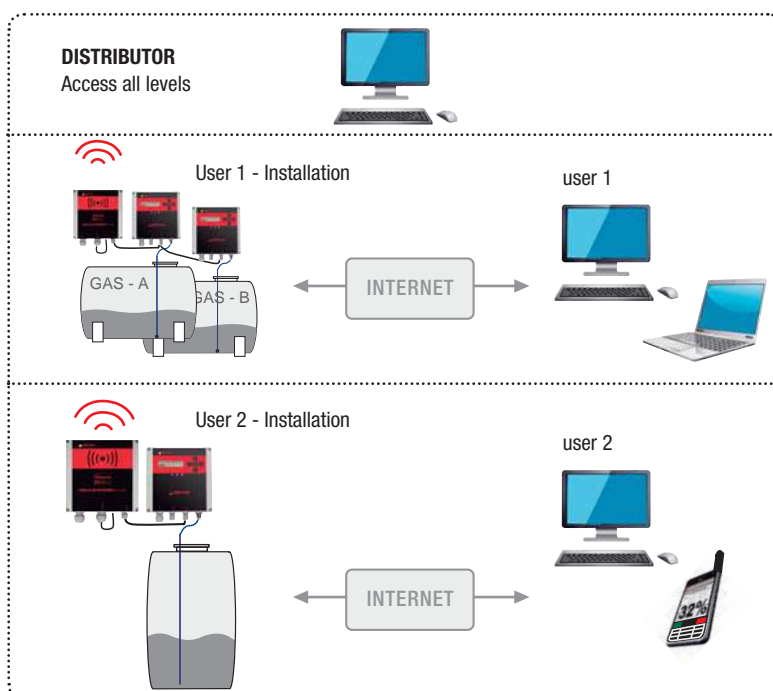 DISTRIBUTOR
Access all levels
User 1 - Installation
user 1
GAS - A
GAS - B
INTERNET
User 2 - Installation
user 2
INTERNET
32%